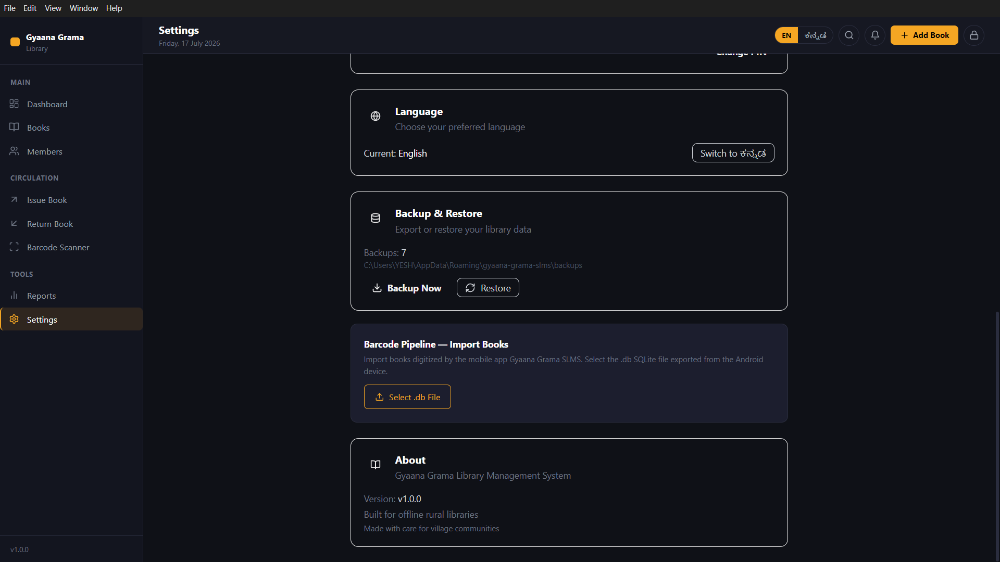 File Edit View Window Help
Gyaana Grama
Library
Settings
Friday, 17 July 2026
EN ಕನ್ನಡ
Add Book
MAIN
Dashboard
Books
Members
CIRCULATION
Issue Book
Return Book
Barcode Scanner
TOOLS
Reports
Settings
v1.0.0
Change PIN
Language
Choose your preferred language
Current: English
Switch to ಕನ್ನಡ
Backup & Restore
Export or restore your library data
Backups: 7
C:\Users\YESH\AppData\Roaming\gyaana-grama-slms\backups
Backup Now
Restore
Barcode Pipeline — Import Books
Import books digitized by the mobile app Gyaana Grama SLMS. Select the .db SQLite file exported from the Android
device.
Select .db File
About
Gyaana Grama Library Management System
Version: v1.0.0
Built for offline rural libraries
Made with care for village communities